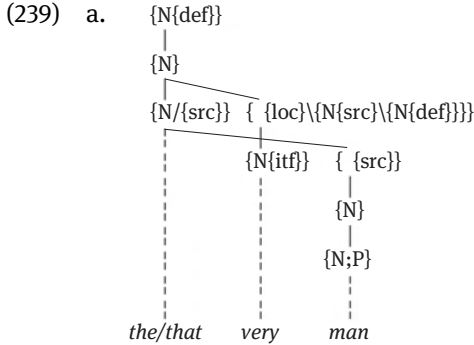 (239) a. {N{def}}
{N}
{N/{src}} { {loc}\{N{src}\{N{def}}}}
{N{itf}} { {src}}
{N}
{N;P}
the/that very man